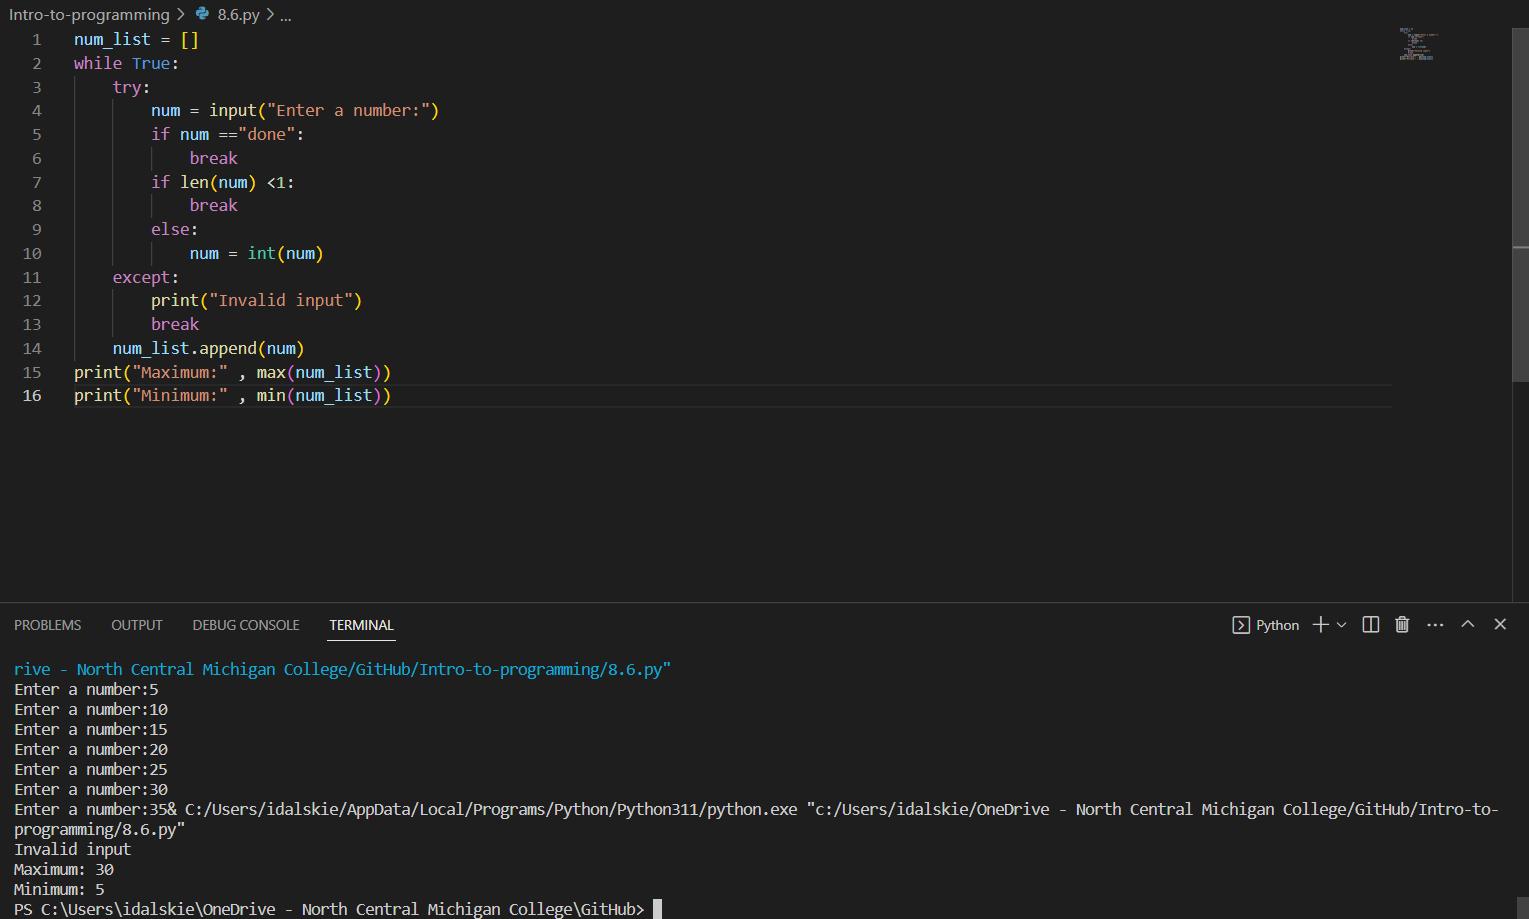 Intro-to-programming > 8.6.py > ...
1 num_list = []
2 while True:
3     try:
4         num = input("Enter a number:")
5         if num =="done":
6             break
7         if len(num) <1:
8             break
9         else:
10             num = int(num)
11     except:
12         print("Invalid input")
13         break
14     num_list.append(num)
15 print("Maximum:" , max(num_list))
16 print("Minimum:" , min(num_list))
PROBLEMS OUTPUT DEBUG CONSOLE TERMINAL Python
rive - North Central Michigan College/GitHub/Intro-to-programming/8.6.py"
Enter a number:5
Enter a number:10
Enter a number:15
Enter a number:20
Enter a number:25
Enter a number:30
Enter a number:35& C:/Users/idalskie/AppData/Local/Programs/Python/Python311/python.exe "c:/Users/idalskie/OneDrive - North Central Michigan College/GitHub/Intro-to-
programming/8.6.py"
Invalid input
Maximum: 30
Minimum: 5
PS C:\Users\idalskie\OneDrive - North Central Michigan College\GitHub>